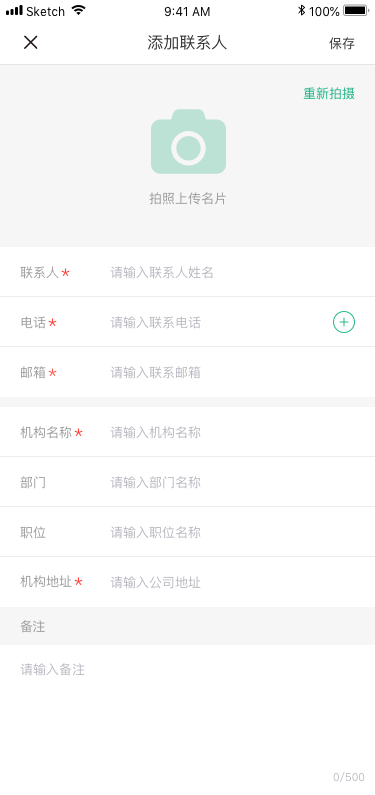 Sketch 9:41 AM 100%
添加联系人 保存
重新拍摄
拍照上传名片
联系人* 请输入联系人姓名
电话* 请输入联系电话
邮箱* 请输入联系邮箱
机构名称* 请输入机构名称
部门 请输入部门名称
职位 请输入职位名称
机构地址* 请输入公司地址
备注
请输入备注
0/500